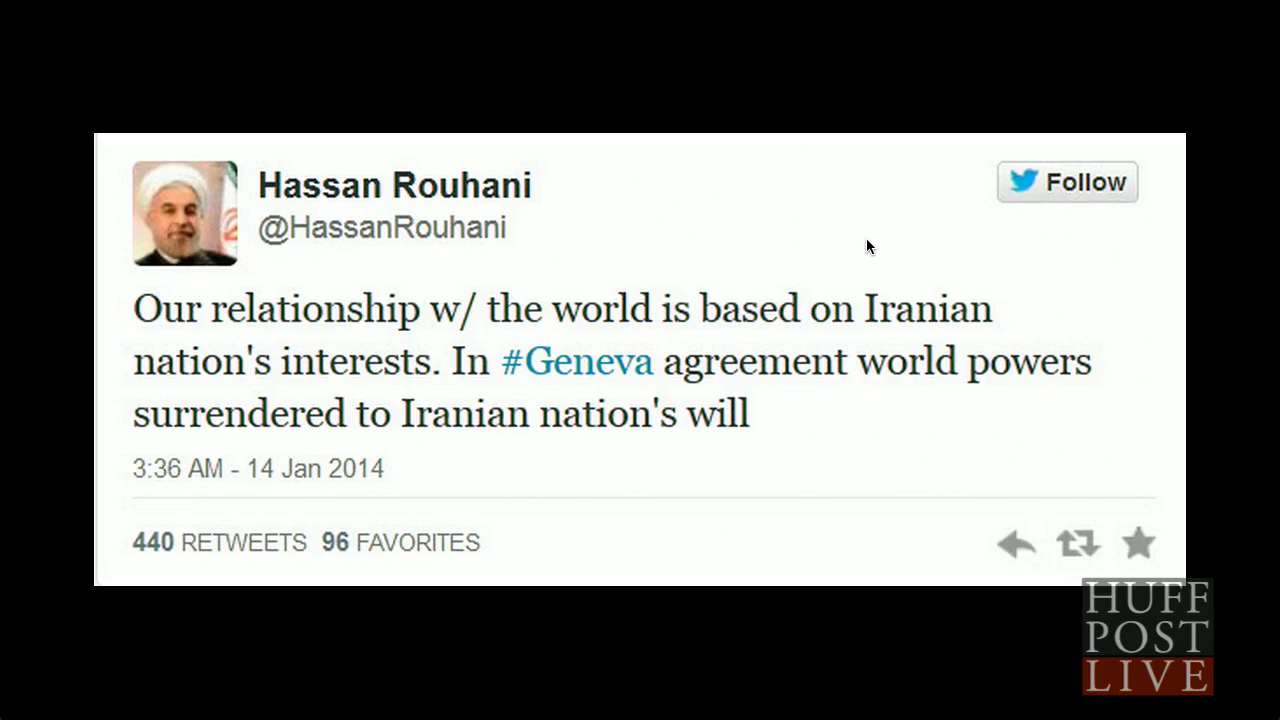 Hassan Rouhani
@HassanRouhani
Follow
Our relationship w/ the world is based on Iranian
nation's interests. In #Geneva agreement world powers
surrendered to Iranian nation's will
3:36 AM - 14 Jan 2014
440 RETWEETS 96 FAVORITES
HUFF
POST
LIVE